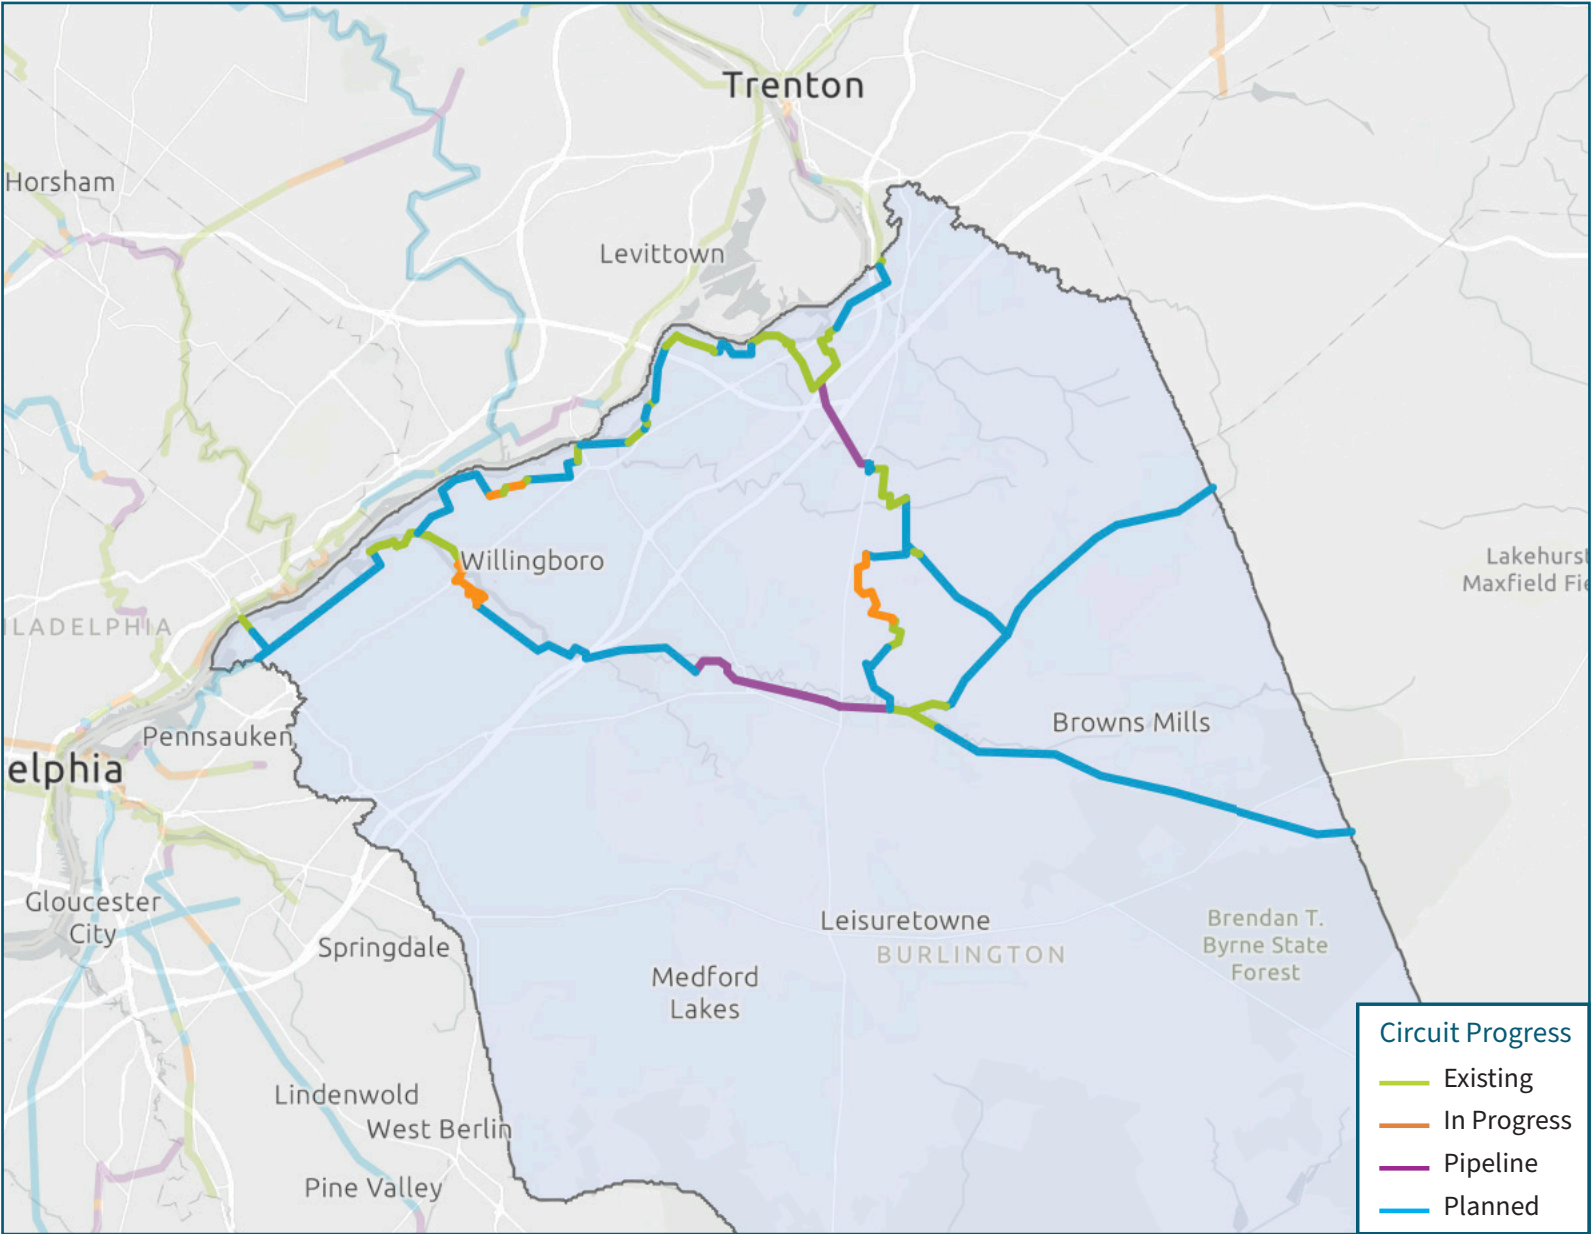 Trenton
Horsham
Levittown
Willingboro
Lakehurst
Maxfield Fie
ILADELPHIA
Browns Mills
Pennsauken
elphia
Gloucester
City
Leisuretowne
Brendan T.
Byrne State
Forest
BURLINGTON
Springdale
Medford
Lakes
Lindenwold
West Berlin
Pine Valley
Circuit Progress
Existing
In Progress
Pipeline
Planned